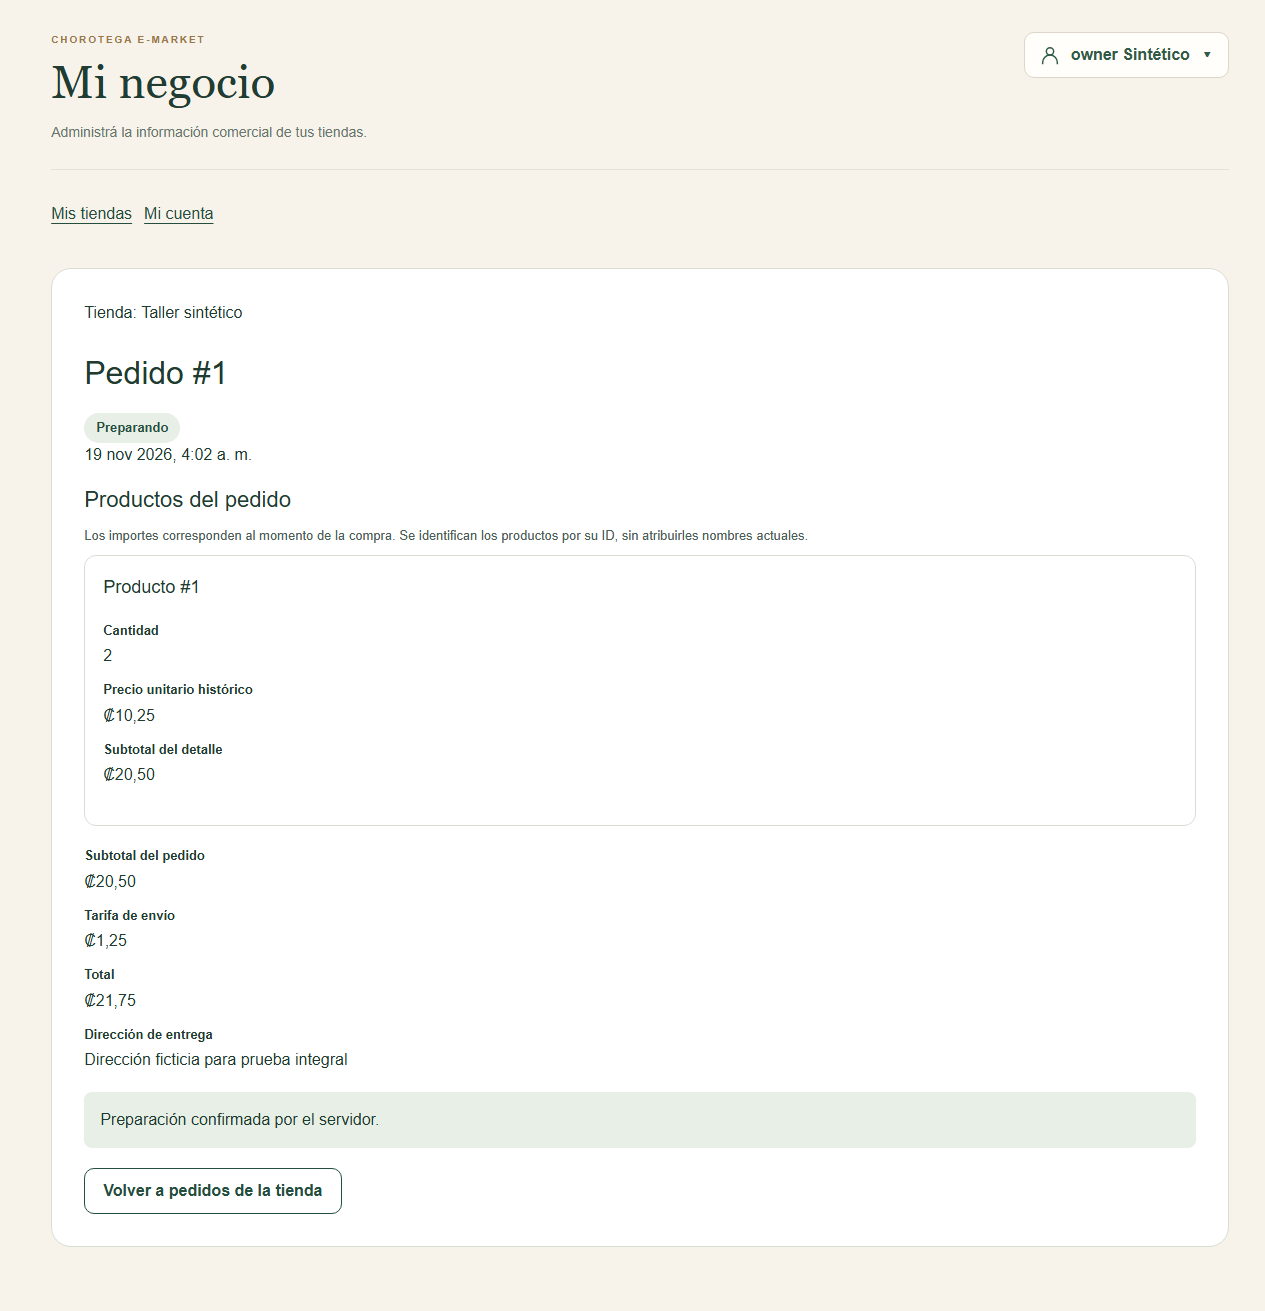 CHOROTEGA E-MARKET
Mi negocio
Administrá la información comercial de tus tiendas.
owner Sintético
Mis tiendas Mi cuenta
Tienda: Taller sintético
Pedido #1
Preparando
19 nov 2026, 4:02 a. m.
Productos del pedido
Los importes corresponden al momento de la compra. Se identifican los productos por su ID, sin atribuirles nombres actuales.
Producto #1
Cantidad
2
Precio unitario histórico
₡10,25
Subtotal del detalle
₡20,50
Subtotal del pedido
₡20,50
Tarifa de envío
₡1,25
Total
₡21,75
Dirección de entrega
Dirección ficticia para prueba integral
Preparación confirmada por el servidor.
Volver a pedidos de la tienda